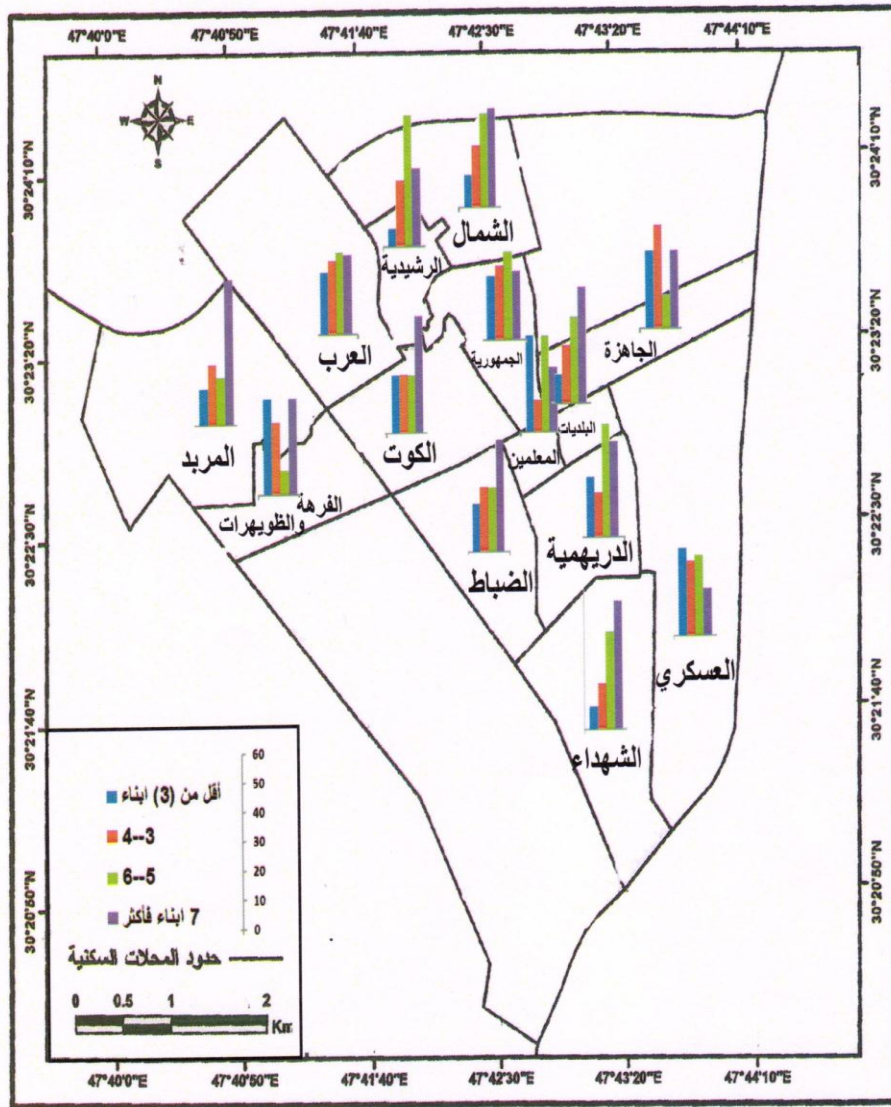 47°40'0"E
47°40'50"E
47°41'40"E
47°42'30"E
47°43'20"E
47°44'10"E
N
W E
S
30°24'10"N
30°24'10"N
الشمال
الرشيدية
30°23'20"N
30°23'20"N
العرب
الجمهورية
الجاهزة
البلديات
المعلمين
الكوت
المربد
الفرهة
والظويهرات
30°22'30"N
30°22'30"N
الضباط
الدريهمية
العسكري
الشهداء
30°21'40"N
30°21'40"N
60
50
40
30
20
10
0
أقل من (3) ابناء
4--3
6--5
7 ابناء فأكثر
حدود المحلات السكنية
0 0.5 1 2
Km
30°20'50"N
30°20'50"N
47°40'0"E
47°40'50"E
47°41'40"E
47°42'30"E
47°43'20"E
47°44'10"E